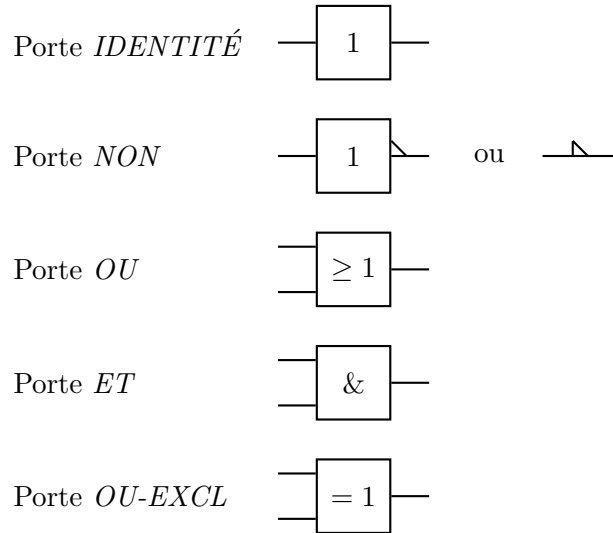 Porte IDENTITÉ 1
Porte NON 1 ou
Porte OU ≥ 1
Porte ET &
Porte OU-EXCL = 1